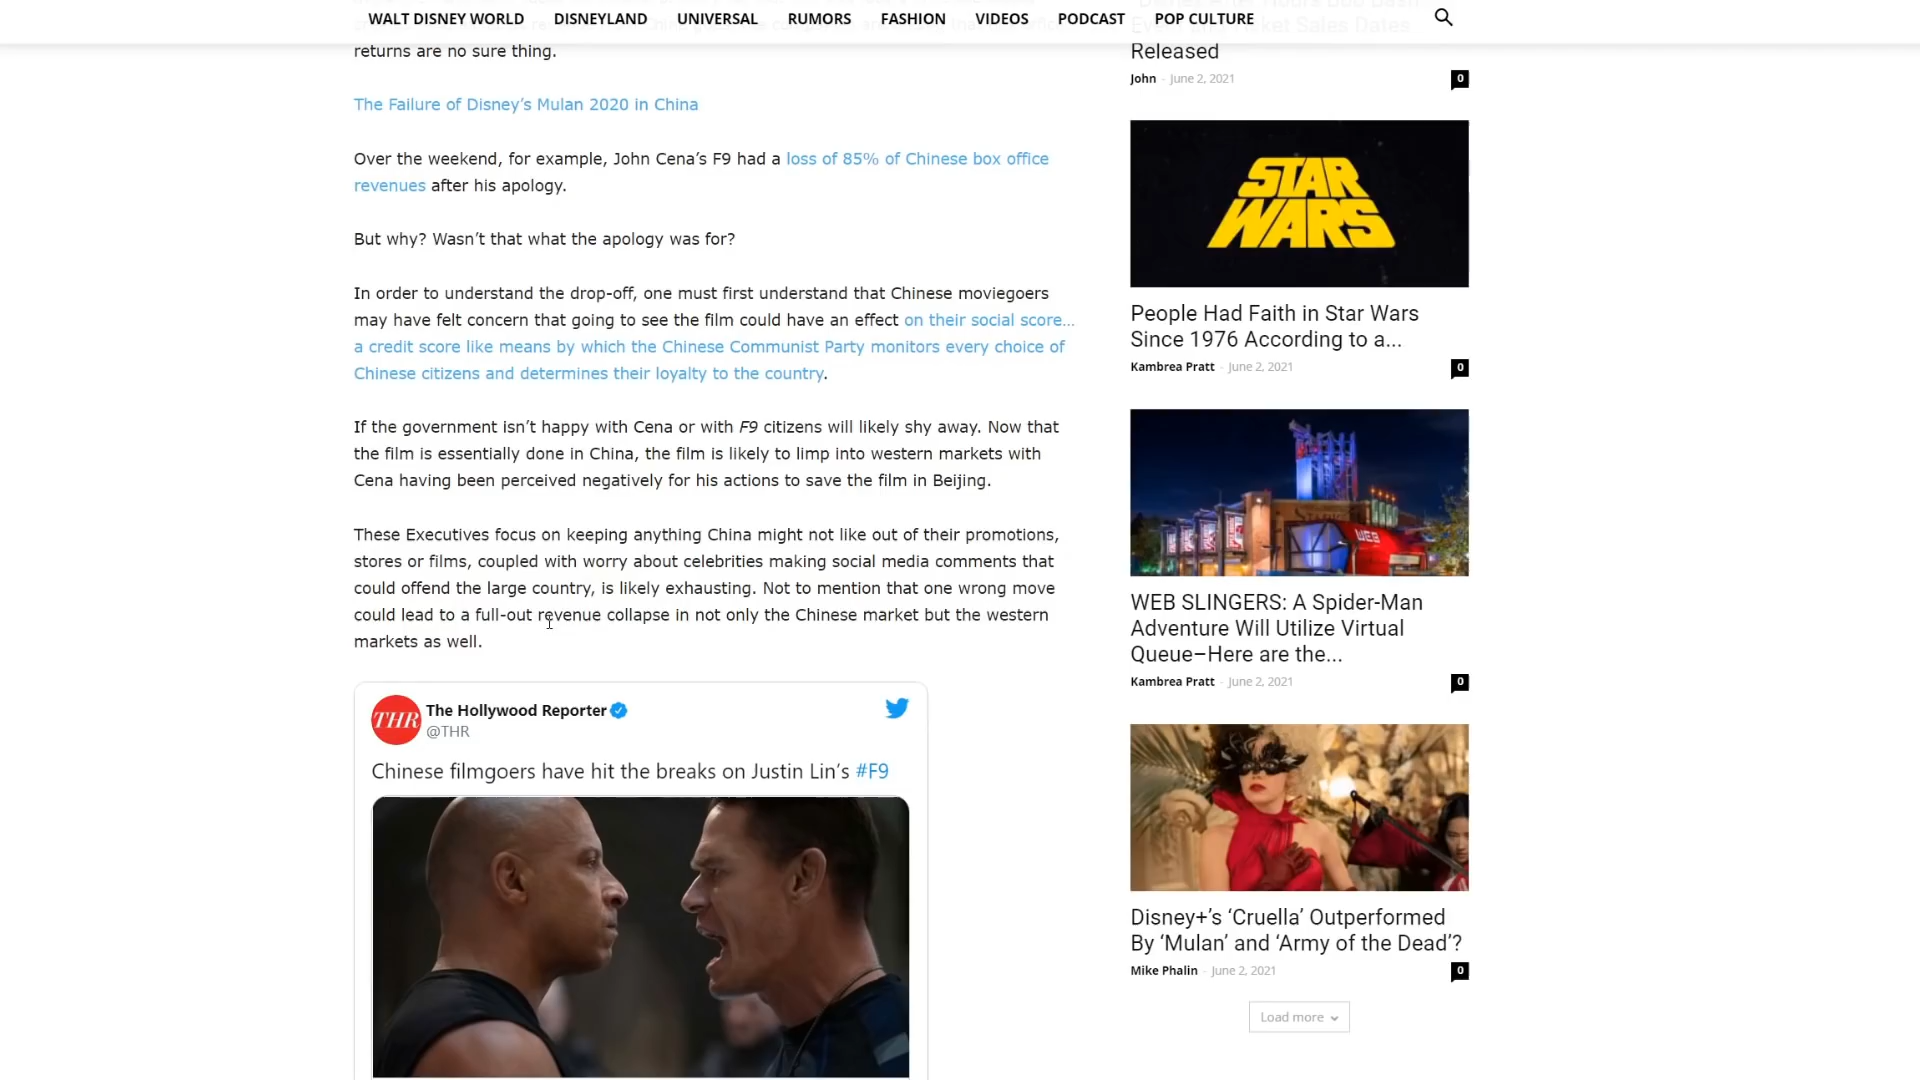 WALT DISNEY WORLD DISNEYLAND UNIVERSAL RUMORS FASHION VIDEOS PODCAST POP CULTURE
returns are no sure thing.
The Failure of Disney’s Mulan 2020 in China
Over the weekend, for example, John Cena’s F9 had a loss of 85% of Chinese box office
revenues after his apology.
But why? Wasn’t that what the apology was for?
In order to understand the drop-off, one must first understand that Chinese moviegoers
may have felt concern that going to see the film could have an effect on their social score…
a credit score like means by which the Chinese Communist Party monitors every choice of
Chinese citizens and determines their loyalty to the country.
If the government isn’t happy with Cena or with F9 citizens will likely shy away. Now that
the film is essentially done in China, the film is likely to limp into western markets with
Cena having been perceived negatively for his actions to save the film in Beijing.
These Executives focus on keeping anything China might not like out of their promotions,
stores or films, coupled with worry about celebrities making social media comments that
could offend the large country, is likely exhausting. Not to mention that one wrong move
could lead to a full-out revenue collapse in not only the Chinese market but the western
markets as well.
THR
The Hollywood Reporter
@THR
Chinese filmgoers have hit the breaks on Justin Lin’s #F9
Released
John - June 2, 2021
0
STAR
WARS
People Had Faith in Star Wars
Since 1976 According to a...
Kambrea Pratt - June 2, 2021
0
WEB
WEB SLINGERS: A Spider-Man
Adventure Will Utilize Virtual
Queue–Here are the...
Kambrea Pratt - June 2, 2021
0
Disney+’s ‘Cruella’ Outperformed
By ‘Mulan’ and ‘Army of the Dead’?
Mike Phalin - June 2, 2021
0
Load more